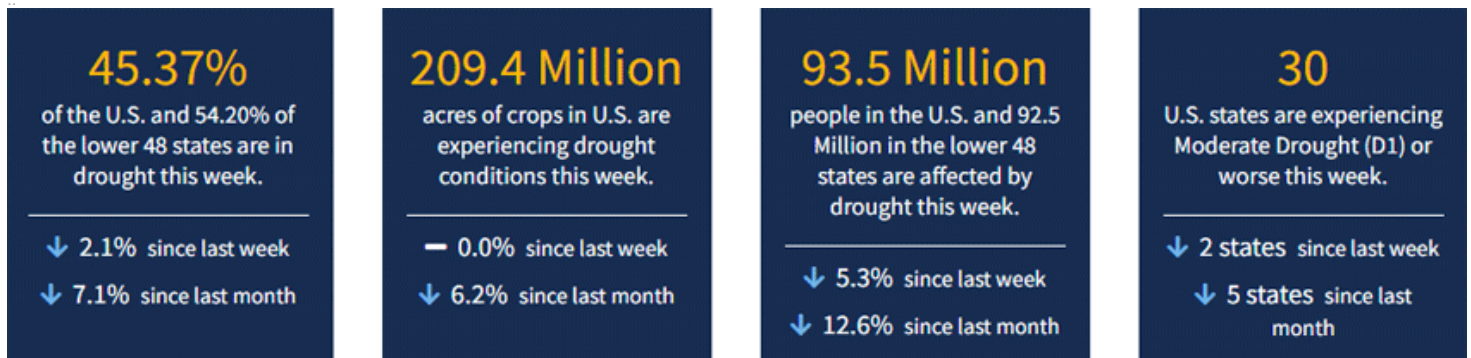 45.37%
of the U.S. and 54.20% of
the lower 48 states are in
drought this week.
2.1% since last week
7.1% since last month
209.4 Million
acres of crops in U.S. are
experiencing drought
conditions this week.
0.0% since last week
6.2% since last month
93.5 Million
people in the U.S. and 92.5
Million in the lower 48
states are affected by
drought this week.
5.3% since last week
12.6% since last month
30
U.S. states are experiencing
Moderate Drought (D1) or
worse this week.
2 states since last week
5 states since last
month